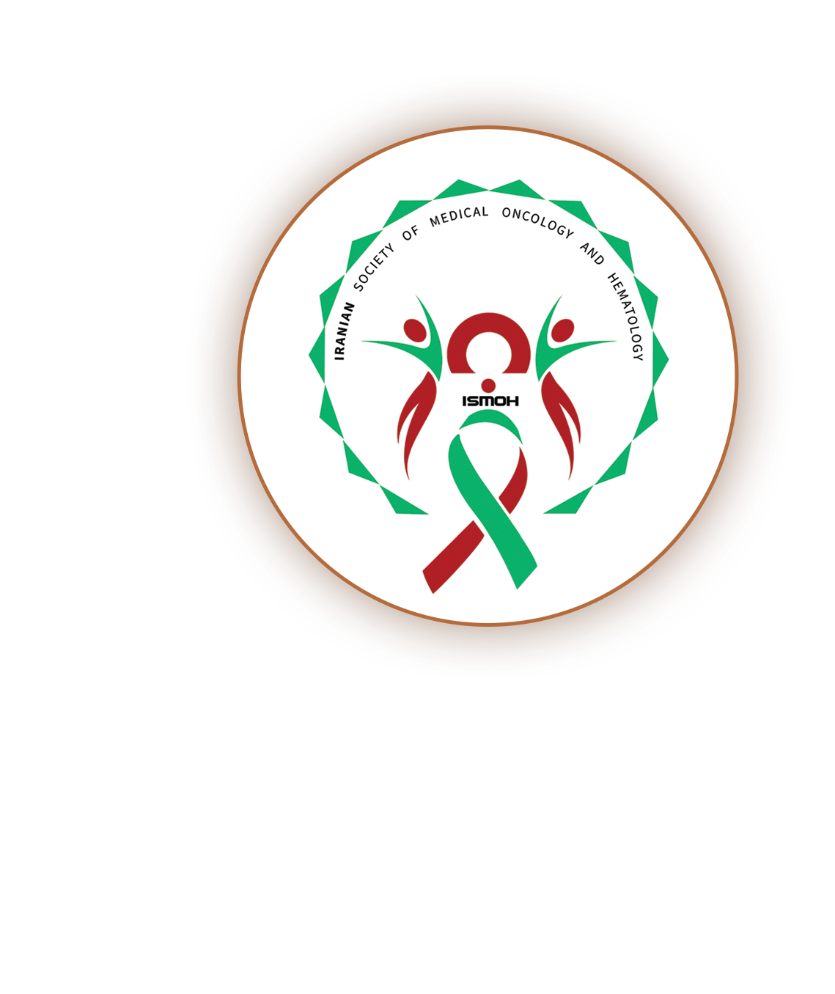 IRANIAN SOCIETY OF MEDICAL ONCOLOGY AND HEMATOLOGY
ISMOH